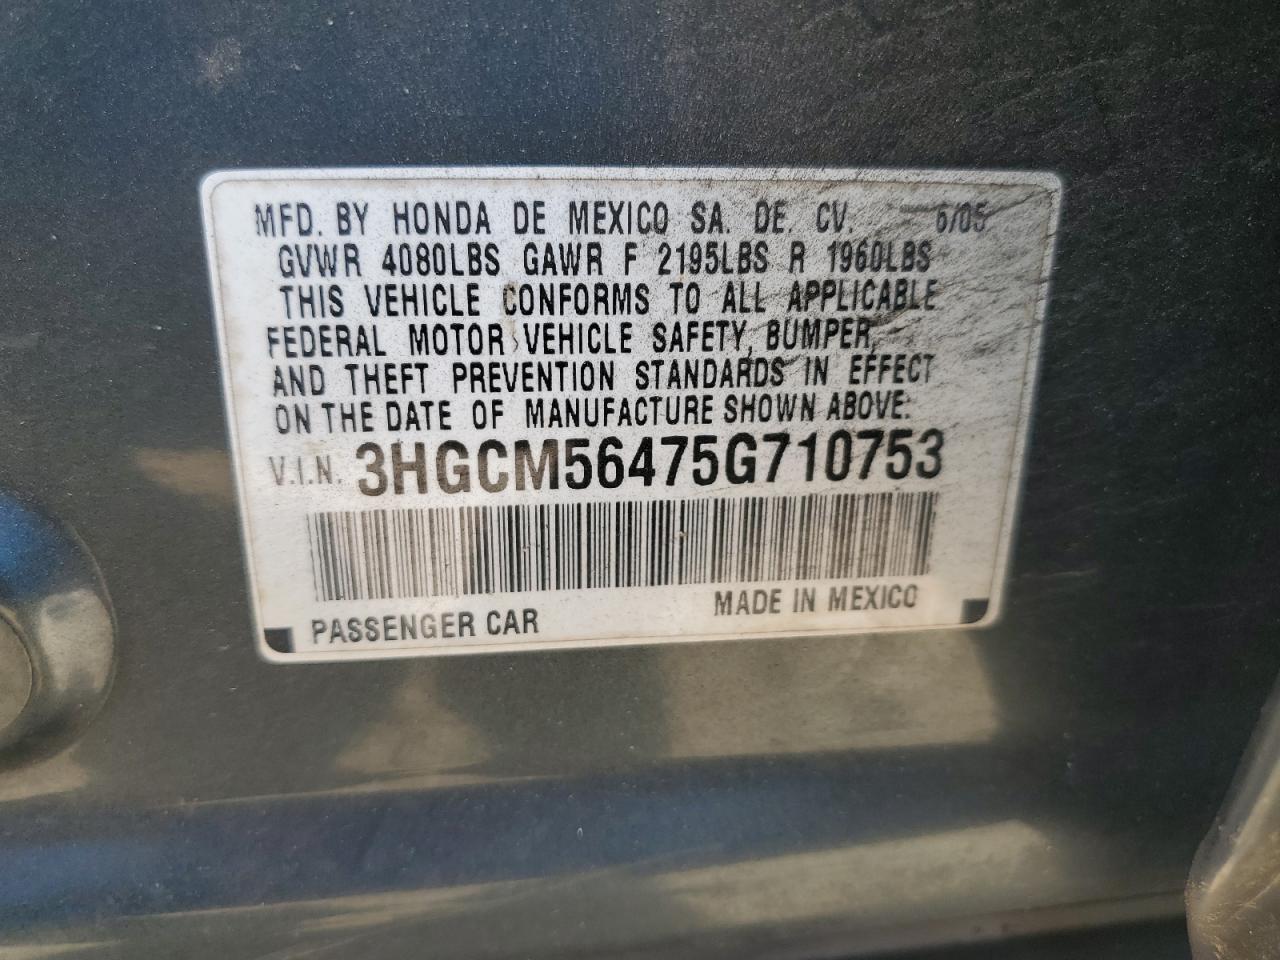 MFD. BY HONDA DE MEXICO SA. DE. CV. 6/05
GVWR 4080LBS GAWR F 2195LBS R 1960LBS
THIS VEHICLE CONFORMS TO ALL APPLICABLE
FEDERAL MOTOR VEHICLE SAFETY, BUMPER,
AND THEFT PREVENTION STANDARDS IN EFFECT
ON THE DATE OF MANUFACTURE SHOWN ABOVE:
V.I.N. 3HGCM56475G710753
PASSENGER CAR MADE IN MEXICO